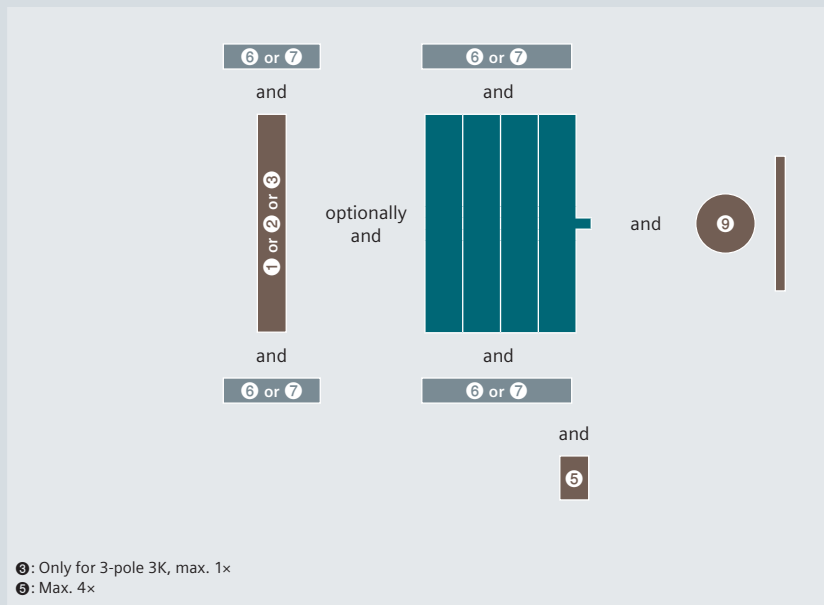 ❻ or ❼
❻ or ❼
and
and
❶ or ❷ or ❸
optionally
and
and
❾
and
and
❻ or ❼
❻ or ❼
and
❺
❸: Only for 3-pole 3K, max. 1×
❺: Max. 4×